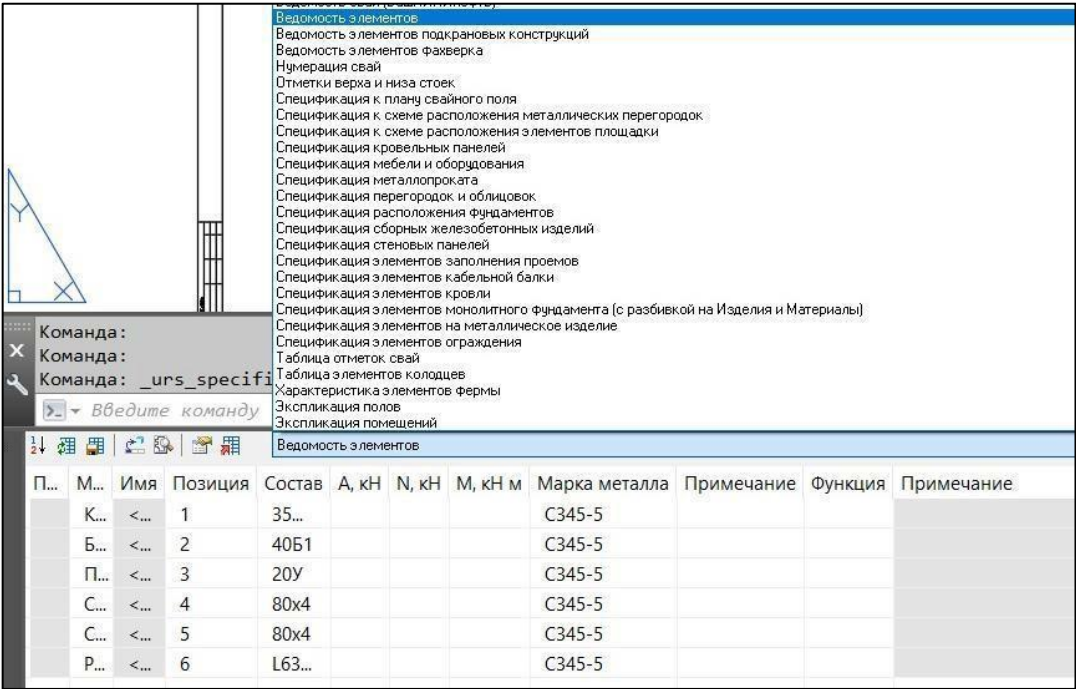 Ведомость элементов
Ведомость элементов подкрановых конструкций
Ведомость элементов фахверка
Нумерация свай
Отметки верха и низа стоек
Спецификация к плану свайного поля
Спецификация к схеме расположения металлических перегородок
Спецификация к схеме расположения элементов площадки
Спецификация кровельных панелей
Спецификация мебели и оборудования
Спецификация металлопроката
Спецификация перегородок и облицовок
Спецификация расположения фундаментов
Спецификация сборных железобетонных изделий
Спецификация стеновых панелей
Спецификация элементов заполнения проемов
Спецификация элементов кабельной балки
Спецификация элементов кровли
Спецификация элементов монолитного фундамента (с разбивкой на Изделия и Материалы)
Спецификация элементов на металлическое изделие
Спецификация элементов ограждения
Таблица отметок свай
Таблица элементов колодцев
Характеристика элементов фермы
Экспликация полов
Экспликация помещений
Y
X
Команда:
Команда:
Команда: _urs_specifi
Введите команду
Ведомость элементов
П... М... Имя Позиция Состав А, кН N, кН М, кН м Марка металла Примечание Функция Примечание
К... <... 1 35... С345-5
Б... <... 2 40Б1 С345-5
П... <... 3 20У С345-5
С... <... 4 80х4 С345-5
С... <... 5 80х4 С345-5
Р... <... 6 L63... С345-5